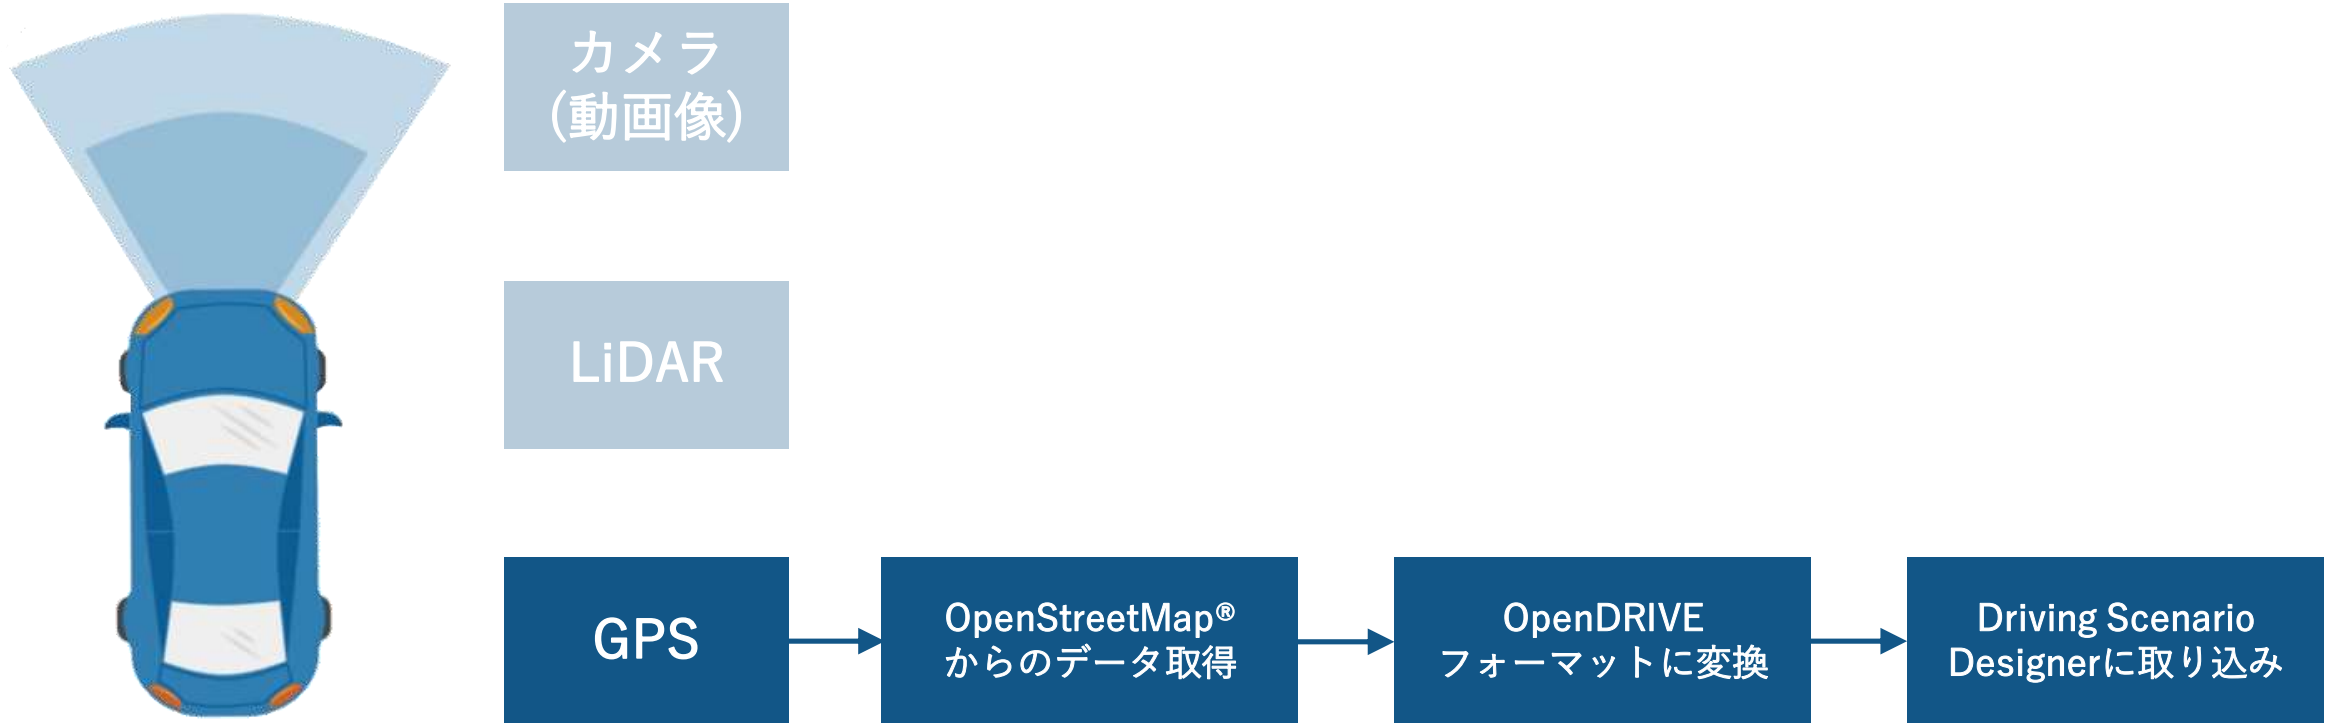 カメラ
(動画像)
LiDAR
GPS
OpenStreetMap®
からのデータ取得
OpenDRIVE
フォーマットに変換
Driving Scenario
Designerに取り込み